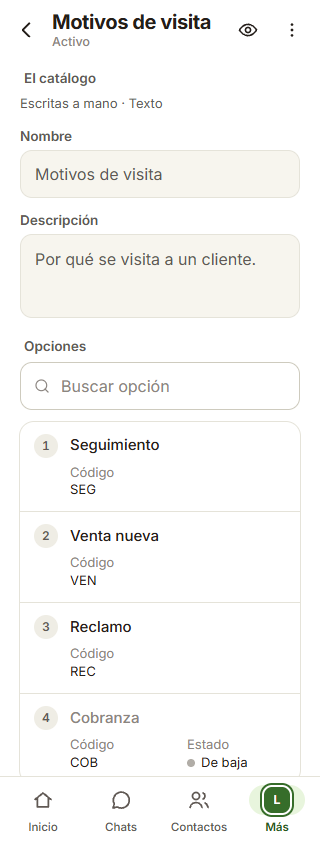 Motivos de visita
Activo
El catálogo
Escritas a mano · Texto
Nombre
Motivos de visita
Descripción
Por qué se visita a un cliente.
Opciones
Buscar opción
1 Seguimiento
Código
SEG
2 Venta nueva
Código
VEN
3 Reclamo
Código
REC
4 Cobranza
Código Estado
COB De baja
L
Inicio Chats Contactos Más